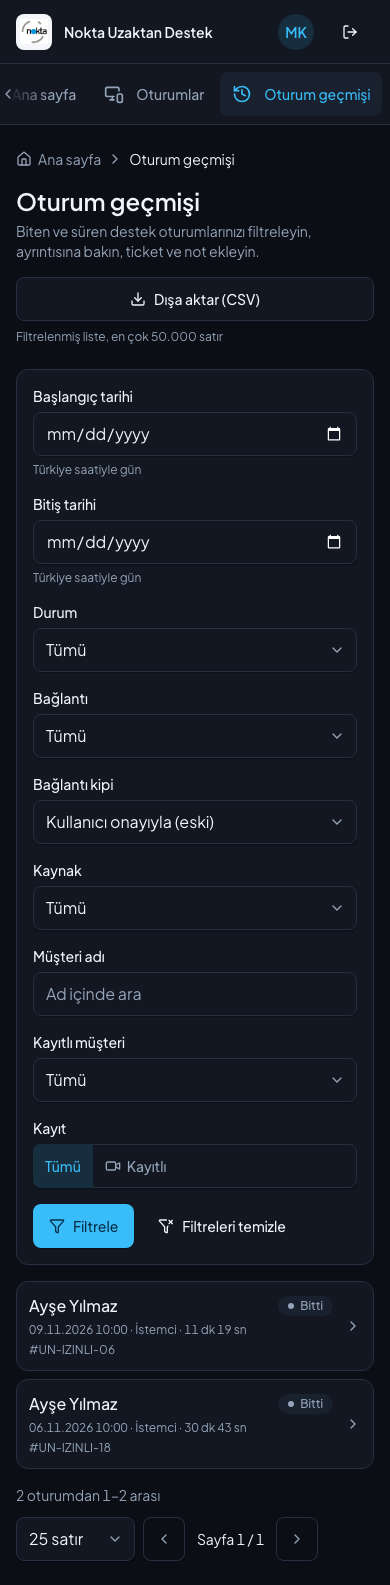 nokta
Nokta Uzaktan Destek
MK
Ana sayfa
Oturumlar
Oturum geçmişi
Ana sayfa
Oturum geçmişi
Oturum geçmişi
Biten ve süren destek oturumlarınızı filtreleyin,
ayrıntısına bakın, ticket ve not ekleyin.
Dışa aktar (CSV)
Filtrelenmiş liste, en çok 50.000 satır
Başlangıç tarihi
mm/dd/yyyy
Türkiye saatiyle gün
Bitiş tarihi
mm/dd/yyyy
Türkiye saatiyle gün
Durum
Tümü
Bağlantı
Tümü
Bağlantı kipi
Kullanıcı onayıyla (eski)
Kaynak
Tümü
Müşteri adı
Ad içinde ara
Kayıtlı müşteri
Tümü
Kayıt
Tümü
Kayıtlı
Filtrele
Filtreleri temizle
Ayşe Yılmaz
Bitti
09.11.2026 10:00 · İstemci · 11 dk 19 sn
#UN-IZINLI-06
Ayşe Yılmaz
Bitti
06.11.2026 10:00 · İstemci · 30 dk 43 sn
#UN-IZINLI-18
2 oturumdan 1–2 arası
25 satır
Sayfa 1 / 1